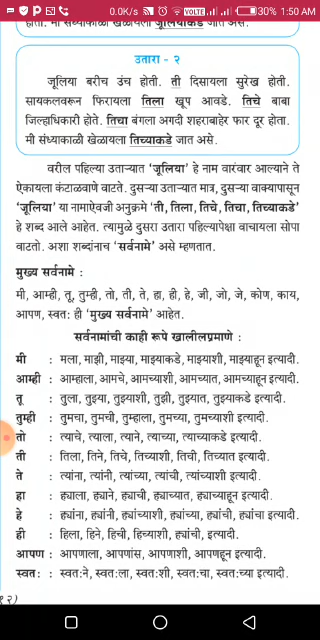 0.0K/s VOLTE 30% 1:50 AM
होता. मी संध्याकाळी खेळायला जूलियाकडे जात असे.
उतारा - २
जूलिया बरीच उंच होती. ती दिसायला सुरेख होती.
सायकलवरून फिरायला तिला खूप आवडे. तिचे बाबा
जिल्हाधिकारी होते. तिचा बंगला अगदी शहराबाहेर फार दूर होता.
मी संध्याकाळी खेळायला तिच्याकडे जात असे.
वरील पहिल्या उताऱ्यात 'जूलिया' हे नाम वारंवार आल्याने ते
ऐकायला कंटाळवाणे वाटते. दुसऱ्या उताऱ्यात मात्र, दुसऱ्या वाक्यापासून
'जूलिया' या नामाऐवजी अनुक्रमे 'ती, तिला, तिचे, तिचा, तिच्याकडे'
हे शब्द आले आहेत. त्यामुळे दुसरा उतारा पहिल्यापेक्षा वाचायला सोपा
वाटतो. अशा शब्दांनाच 'सर्वनामे' असे म्हणतात.
मुख्य सर्वनामे :
मी, आम्ही, तू, तुम्ही, तो, ती, ते, हा, ही, हे, जी, जो, जे, कोण, काय,
आपण, स्वतः ही 'मुख्य सर्वनामे' आहेत.
सर्वनामांची काही रूपे खालीलप्रमाणे :
मी : मला, माझी, माझ्या, माझ्याकडे, माझ्याशी, माझ्याहून इत्यादी.
आम्ही : आम्हाला, आमचे, आमच्याशी, आमच्यात, आमच्याहून इत्यादी.
तू : तुला, तुझ्या, तुझ्याशी, तुझी, तुझ्यात, तुझ्याकडे इत्यादी.
तुम्ही : तुमचा, तुमची, तुम्हाला, तुमच्या, तुमच्याशी इत्यादी.
तो : त्याचे, त्याला, त्याने, त्याच्या, त्याच्याकडे इत्यादी.
ती : तिला, तिने, तिचे, तिच्याशी, तिची, तिच्यात इत्यादी.
ते : त्यांना, त्यांनी, त्यांच्या, त्यांची, त्यांच्याशी इत्यादी.
हा : ह्याला, ह्याने, ह्याची, ह्याच्यात, ह्याच्याहून इत्यादी.
हे : ह्यांना, ह्यांनी, ह्यांच्याशी, ह्यांच्या, ह्यांची, ह्यांचा इत्यादी.
ही : हिला, हिने, हिची, हिच्याशी, ह्यांची, इत्यादी.
आपण : आपणाला, आपणांस, आपणाशी, आपणहून इत्यादी.
स्वतः : स्वतःने, स्वतःला, स्वतःशी, स्वतःचा, स्वतःच्या इत्यादी.
१२)